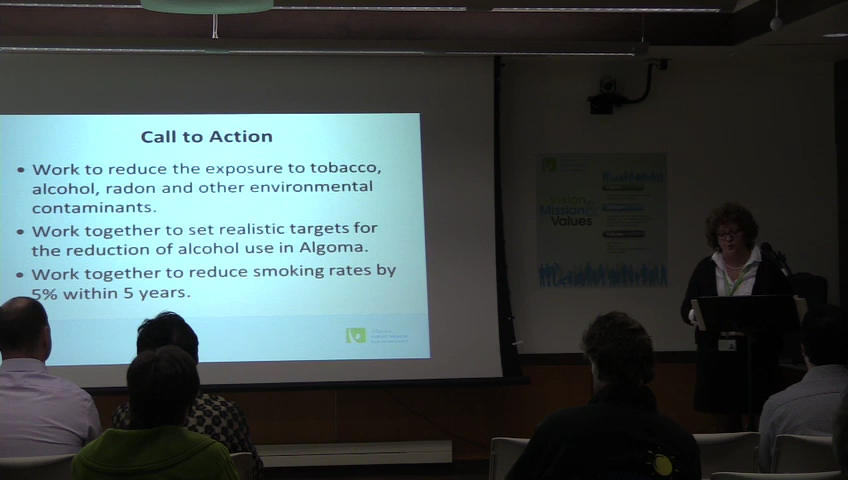 Call to Action
• Work to reduce the exposure to tobacco,
alcohol, radon and other environmental
contaminants.
• Work together to set realistic targets for
the reduction of alcohol use in Algoma.
• Work together to reduce smoking rates by
5% within 5 years.
Vision
Mission
Values